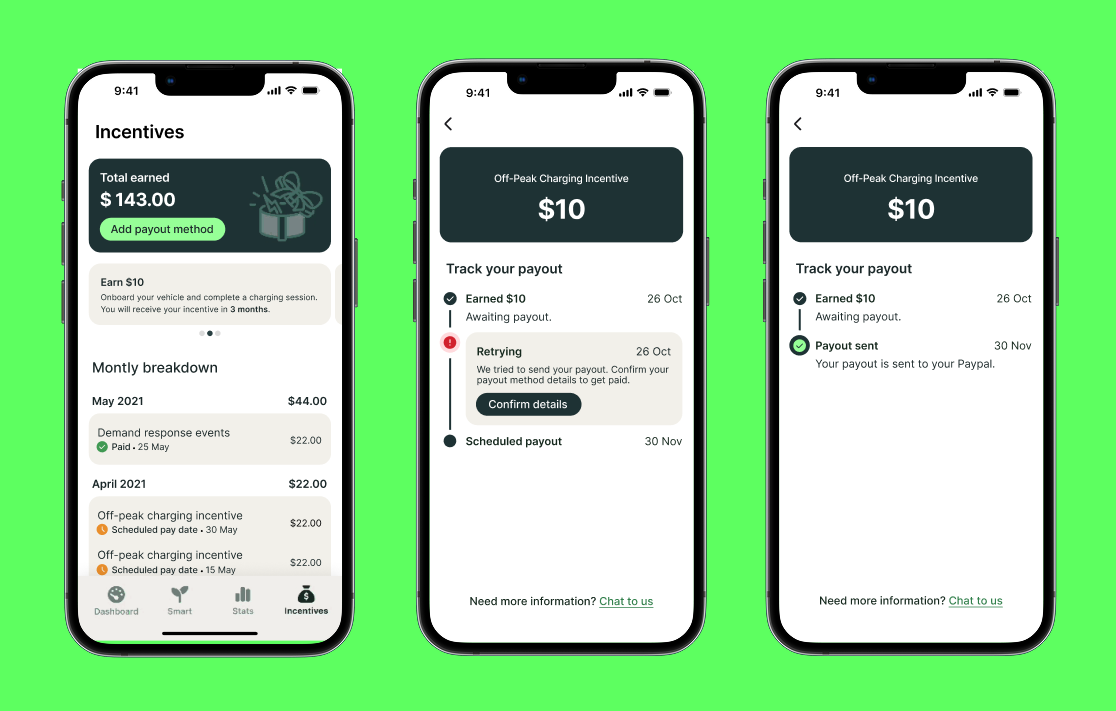 9:41
Incentives
Total earned
$ 143.00
Add payout method
Earn $10
Onboard your vehicle and complete a charging session.
You will receive your incentive in 3 months.
Montly breakdown
May 2021 $44.00
Demand response events
Paid • 25 May
$22.00
April 2021 $22.00
Off-peak charging incentive
Scheduled pay date • 30 May
$22.00
Off-peak charging incentive
Scheduled pay date • 15 May
$22.00
Dashboard Smart Stats Incentives
9:41
Off-Peak Charging Incentive
$10
Track your payout
Earned $10 26 Oct
Awaiting payout.
Retrying 26 Oct
We tried to send your payout. Confirm your
payout method details to get paid.
Confirm details
Scheduled payout 30 Nov
Need more information? Chat to us
9:41
Off-Peak Charging Incentive
$10
Track your payout
Earned $10 26 Oct
Awaiting payout.
Payout sent 30 Nov
Your payout is sent to your Paypal.
Need more information? Chat to us